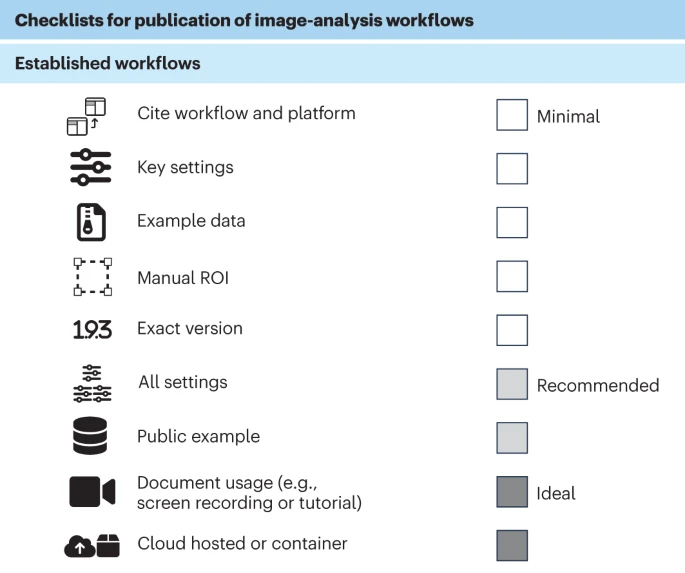 Checklists for publication of image-analysis workflows
Established workflows
Cite workflow and platform
Minimal
Key settings
Example data
Manual ROI
1.9.3
Exact version
All settings
Recommended
Public example
Document usage (e.g.,
screen recording or tutorial)
Ideal
Cloud hosted or container